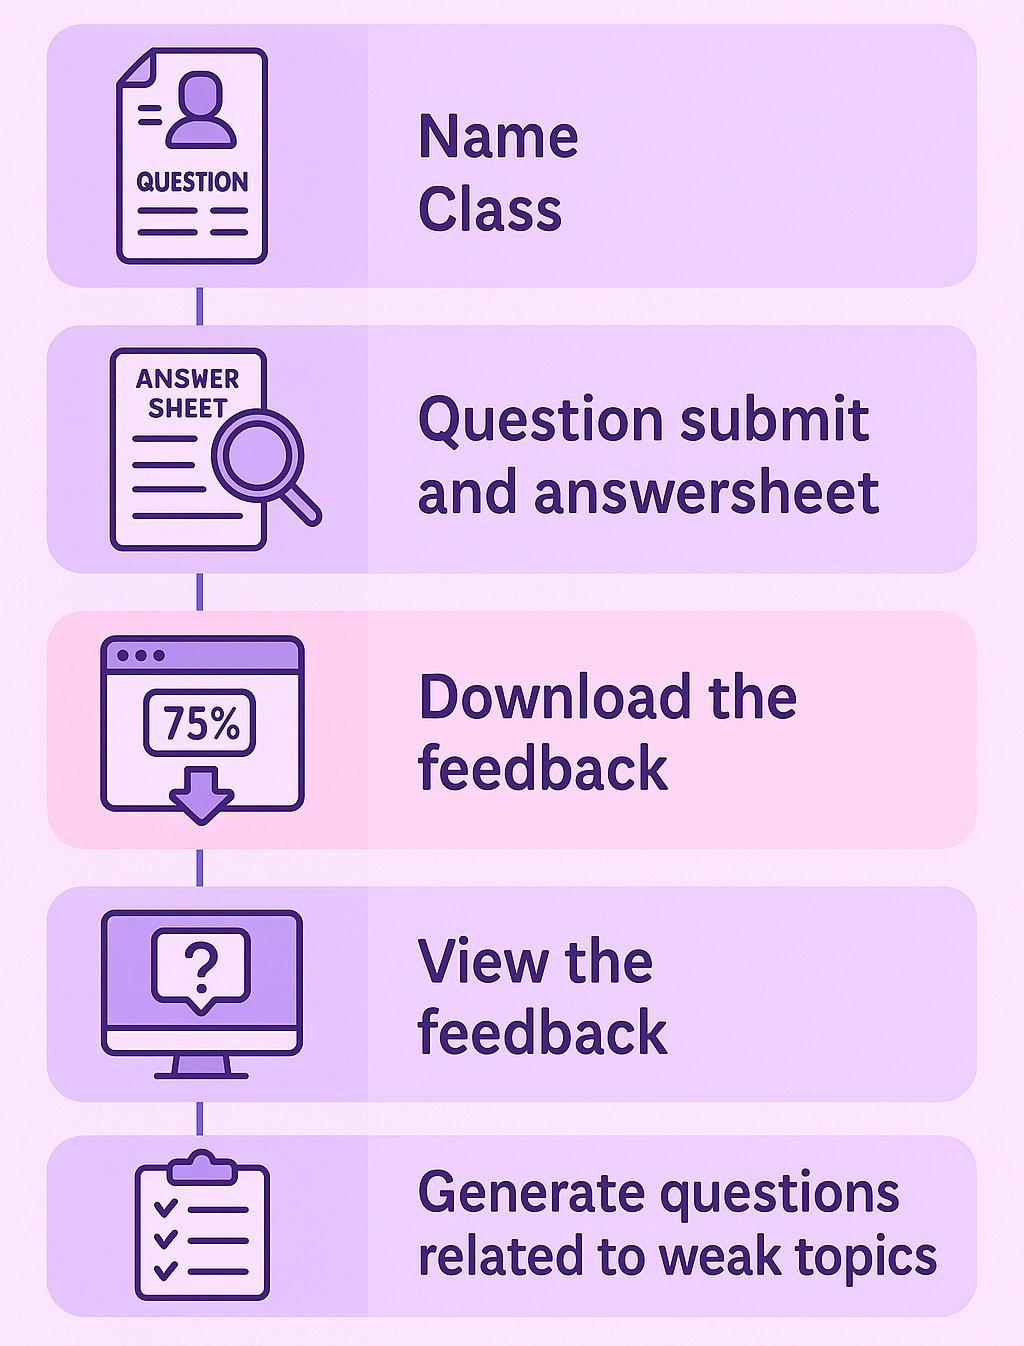 QUESTION
Name
Class
ANSWER
SHEET
Question submit
and answersheet
75%
Download the
feedback
?
View the
feedback
Generate questions
related to weak topics